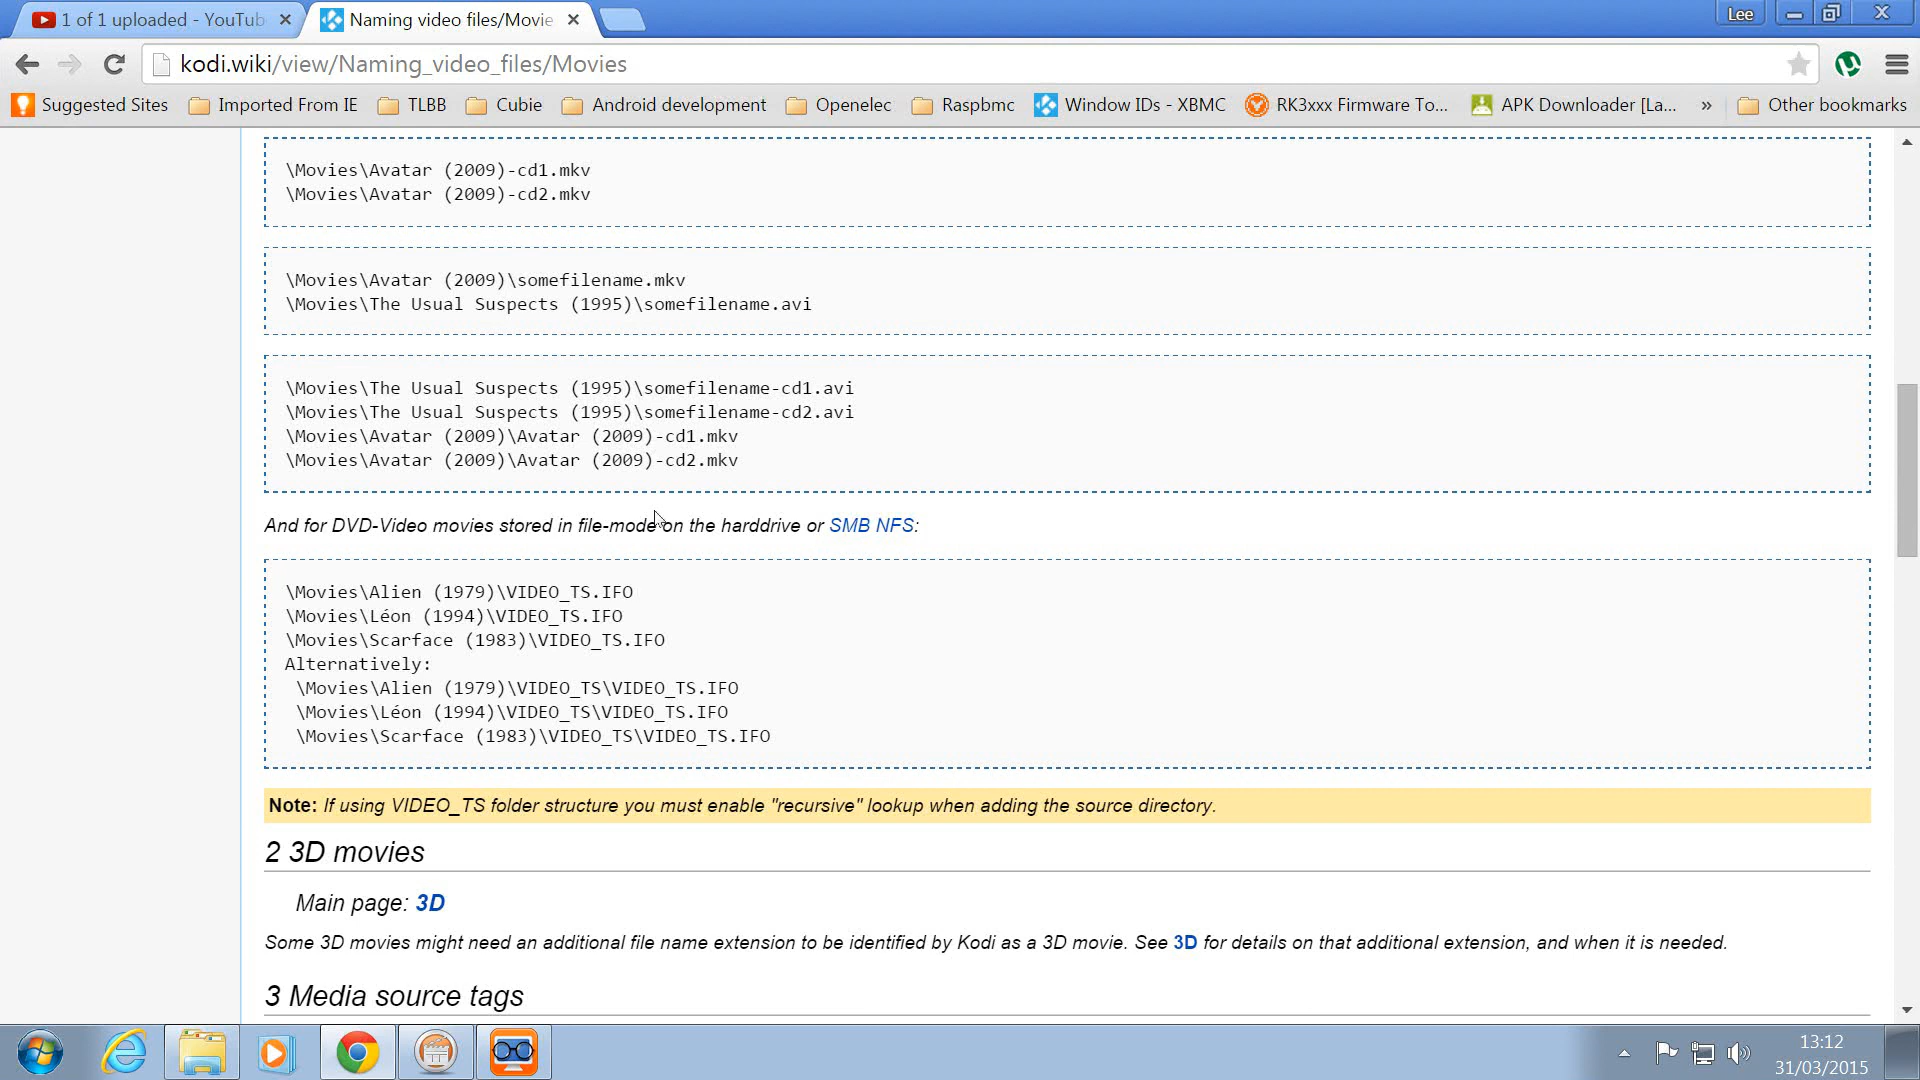 1 of 1 uploaded - YouTub
Naming video files/Movie
Lee
kodi.wiki/view/Naming_video_files/Movies
Suggested Sites
Imported From IE
TLBB
Cubie
Android development
Openelec
Raspbmc
Window IDs - XBMC
RK3xxx Firmware To...
APK Downloader [La...
»
Other bookmarks
\Movies\Avatar (2009)-cd1.mkv
\Movies\Avatar (2009)-cd2.mkv
\Movies\Avatar (2009)\somefilename.mkv
\Movies\The Usual Suspects (1995)\somefilename.avi
\Movies\The Usual Suspects (1995)\somefilename-cd1.avi
\Movies\The Usual Suspects (1995)\somefilename-cd2.avi
\Movies\Avatar (2009)\Avatar (2009)-cd1.mkv
\Movies\Avatar (2009)\Avatar (2009)-cd2.mkv
And for DVD-Video movies stored in file-mode on the harddrive or SMB NFS:
\Movies\Alien (1979)\VIDEO_TS.IFO
\Movies\Léon (1994)\VIDEO_TS.IFO
\Movies\Scarface (1983)\VIDEO_TS.IFO
Alternatively:
\Movies\Alien (1979)\VIDEO_TS\VIDEO_TS.IFO
\Movies\Léon (1994)\VIDEO_TS\VIDEO_TS.IFO
\Movies\Scarface (1983)\VIDEO_TS\VIDEO_TS.IFO
Note: If using VIDEO_TS folder structure you must enable "recursive" lookup when adding the source directory.
2 3D movies
Main page: 3D
Some 3D movies might need an additional file name extension to be identified by Kodi as a 3D movie. See 3D for details on that additional extension, and when it is needed.
3 Media source tags
13:12
31/03/2015